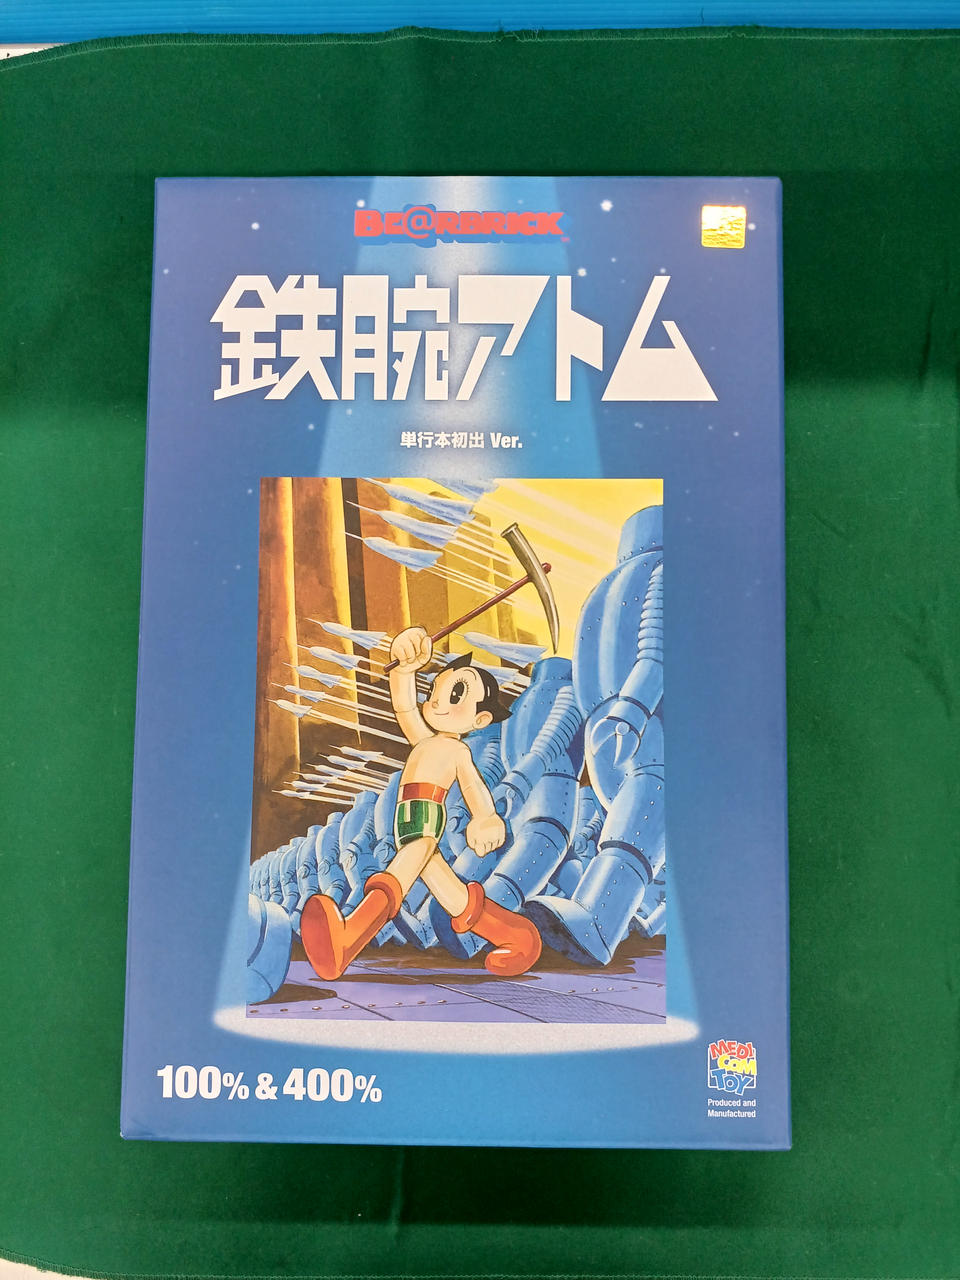 BE@RBRICK
鉄腕アトム
単行本初出 Ver.
100% & 400%
MEDICOM TOY
Produced and
Manufactured